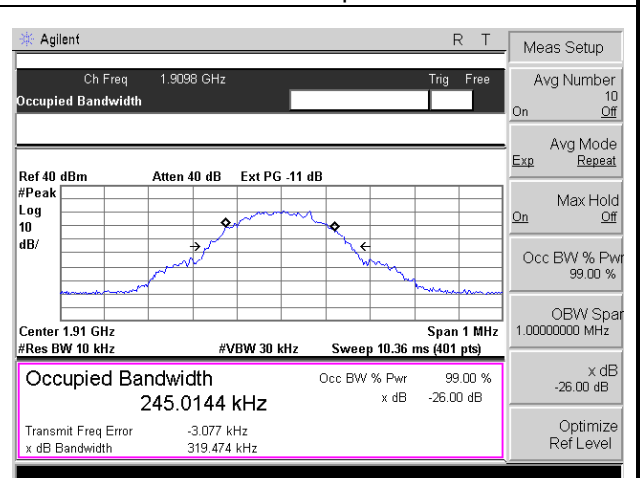 Agilent R T
Ch Freq 1.9098 GHz Trig Free
Occupied Bandwidth
Ref 40 dBm Atten 40 dB Ext PG -11 dB
#Peak
Log
10
dB/
Center 1.91 GHz Span 1 MHz
#Res BW 10 kHz #VBW 30 kHz Sweep 10.36 ms (401 pts)
Occupied Bandwidth Occ BW % Pwr 99.00 %
245.0144 kHz x dB -26.00 dB
Transmit Freq Error -3.077 kHz
x dB Bandwidth 319.474 kHz
Meas Setup
Avg Number
10
On Off
Avg Mode
Exp Repeat
Max Hold
On Off
Occ BW % Pwr
99.00 %
OBW Spar
1.00000000 MHz
x dB
-26.00 dB
Optimize
Ref Level